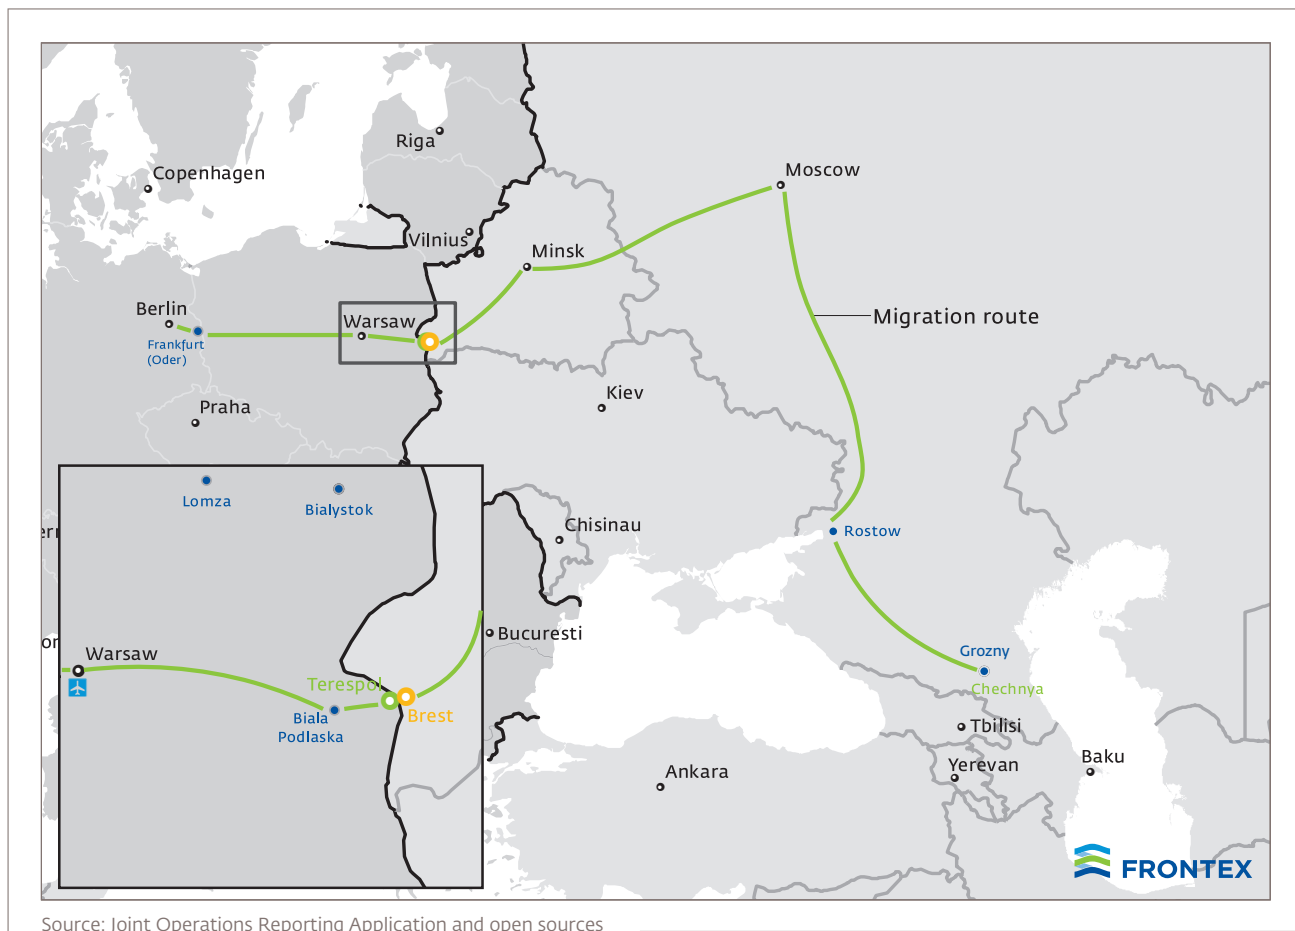 Riga
Moscow
Copenhagen
Vilnius
Minsk
Berlin
Warsaw
Frankfurt
(Oder)
Migration route
Kiev
Praha
Lomza
Bialystok
Chisinau
Rostow
Bucuresti
Warsaw
Grozny
Terespol
Chechnya
Biala
Podlaska
Brest
Tbilisi
Yerevan
Baku
Ankara
FRONTEX
Source: Joint Operations Reporting Application and open sources